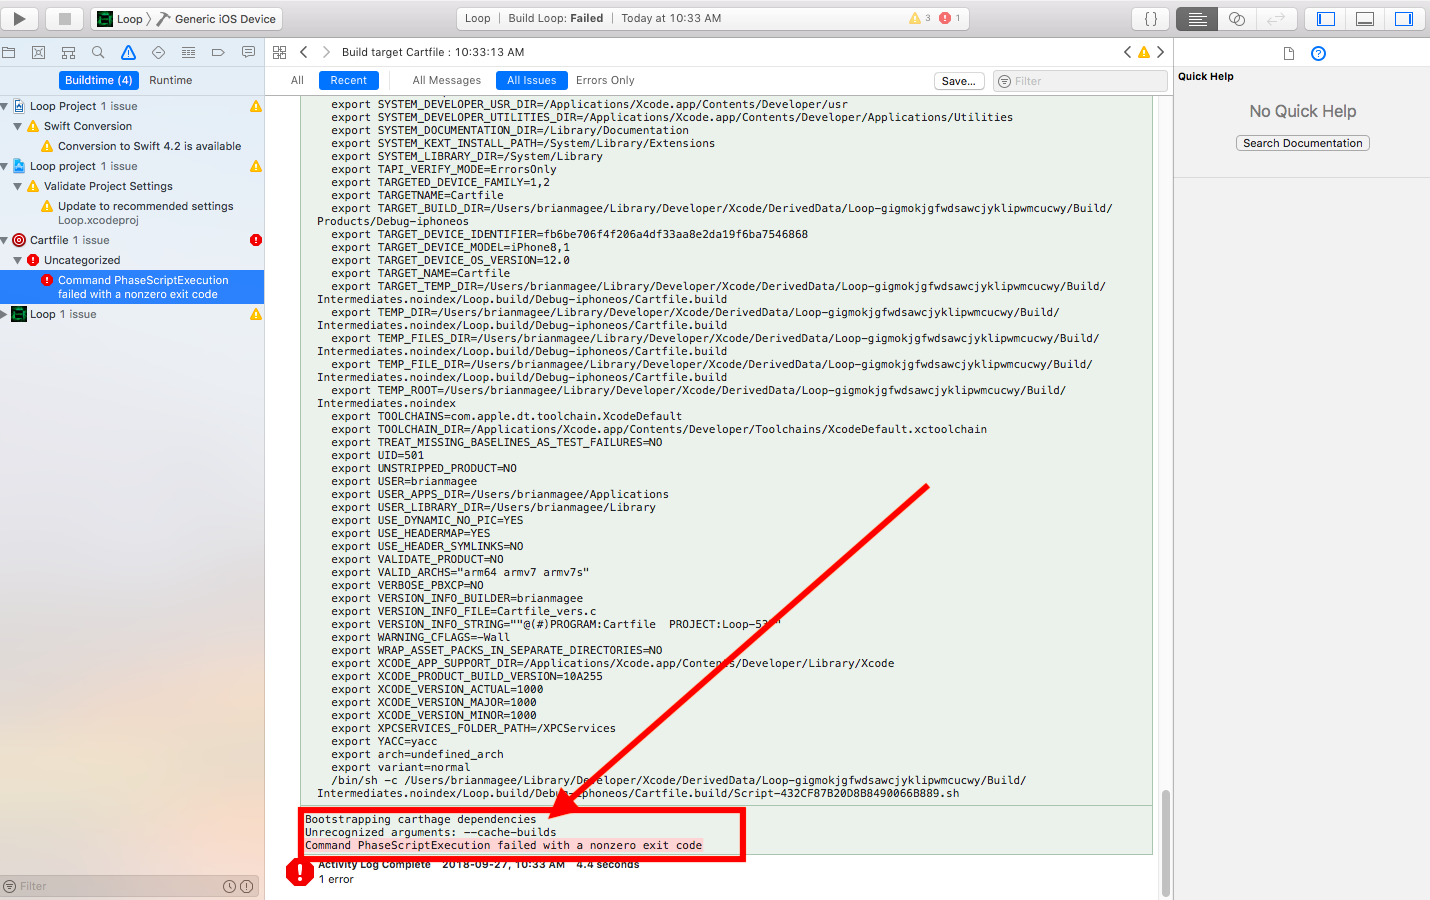 Loop
Generic iOS Device
Loop | Build Loop: Failed | Today at 10:33 AM
3
1
{ }
Build target Cartfile : 10:33:13 AM
Buildtime (4)
Runtime
All
Recent
All Messages
All Issues
Errors Only
Save...
Filter
Quick Help
No Quick Help
Search Documentation
Loop Project 1 issue
Swift Conversion
Conversion to Swift 4.2 is available
Loop project 1 issue
Validate Project Settings
Update to recommended settings
Loop.xcodeproj
Cartfile 1 issue
Uncategorized
Command PhaseScriptExecution
failed with a nonzero exit code
Loop 1 issue
Filter
export SYSTEM_DEVELOPER_USR_DIR=/Applications/Xcode.app/Contents/Developer/usr
export SYSTEM_DEVELOPER_UTILITIES_DIR=/Applications/Xcode.app/Contents/Developer/Applications/Utilities
export SYSTEM_DOCUMENTATION_DIR=/Library/Documentation
export SYSTEM_KEXT_INSTALL_PATH=/System/Library/Extensions
export SYSTEM_LIBRARY_DIR=/System/Library
export TAPI_VERIFY_MODE=ErrorsOnly
export TARGETED_DEVICE_FAMILY=1,2
export TARGETNAME=Cartfile
export TARGET_BUILD_DIR=/Users/brianmagee/Library/Developer/Xcode/DerivedData/Loop-gigmokjgfwdsawcjyklipwmcucwy/Build/
Products/Debug-iphoneos
export TARGET_DEVICE_IDENTIFIER=fb6be706f4f206a4df33aa8e2da19f6ba7546868
export TARGET_DEVICE_MODEL=iPhone8,1
export TARGET_DEVICE_OS_VERSION=12.0
export TARGET_NAME=Cartfile
export TARGET_TEMP_DIR=/Users/brianmagee/Library/Developer/Xcode/DerivedData/Loop-gigmokjgfwdsawcjyklipwmcucwy/Build/
Intermediates.noindex/Loop.build/Debug-iphoneos/Cartfile.build
export TEMP_DIR=/Users/brianmagee/Library/Developer/Xcode/DerivedData/Loop-gigmokjgfwdsawcjyklipwmcucwy/Build/
Intermediates.noindex/Loop.build/Debug-iphoneos/Cartfile.build
export TEMP_FILES_DIR=/Users/brianmagee/Library/Developer/Xcode/DerivedData/Loop-gigmokjgfwdsawcjyklipwmcucwy/Build/
Intermediates.noindex/Loop.build/Debug-iphoneos/Cartfile.build
export TEMP_FILE_DIR=/Users/brianmagee/Library/Developer/Xcode/DerivedData/Loop-gigmokjgfwdsawcjyklipwmcucwy/Build/
Intermediates.noindex/Loop.build/Debug-iphoneos/Cartfile.build
export TEMP_ROOT=/Users/brianmagee/Library/Developer/Xcode/DerivedData/Loop-gigmokjgfwdsawcjyklipwmcucwy/Build/
Intermediates.noindex
export TOOLCHAINS=com.apple.dt.toolchain.XcodeDefault
export TOOLCHAIN_DIR=/Applications/Xcode.app/Contents/Developer/Toolchains/XcodeDefault.xctoolchain
export TREAT_MISSING_BASELINES_AS_TEST_FAILURES=NO
export UID=501
export UNSTRIPPED_PRODUCT=NO
export USER=brianmagee
export USER_APPS_DIR=/Users/brianmagee/Applications
export USER_LIBRARY_DIR=/Users/brianmagee/Library
export USE_DYNAMIC_NO_PIC=YES
export USE_HEADERMAP=YES
export USE_HEADER_SYMLINKS=NO
export VALIDATE_PRODUCT=NO
export VALID_ARCHS="arm64 armv7 armv7s"
export VERBOSE_PBXCP=NO
export VERSION_INFO_BUILDER=brianmagee
export VERSION_INFO_FILE=Cartfile_vers.c
export VERSION_INFO_STRING=""@(#)PROGRAM:Cartfile PROJECT:
export WARNING_CFLAGS=-Wall
export WRAP_ASSET_PACKS_IN_SEPARATE_DIRECTORIES=NO
export XCODE_APP_SUPPORT_DIR=/Applications/Xcode.app/Contents/Developer/Library/Xcode
export XCODE_PRODUCT_BUILD_VERSION=10A255
export XCODE_VERSION_ACTUAL=1000
export XCODE_VERSION_MAJOR=1000
export XCODE_VERSION_MINOR=1000
export XPCSERVICES_FOLDER_PATH=/XPCServices
export YACC=yacc
export arch=undefined_arch
export variant=normal
/bin/sh -c /Users/brianmagee/Library/Developer/Xcode/DerivedData/Loop-gigmokjgfwdsawcjyklipwmcucwy/Build/
Intermediates.noindex/Loop.build/Debug-iphoneos/Cartfile.build/Script-432CF87B20D8B8490066B889.sh
Bootstrapping carthage dependencies
Unrecognized arguments: --cache-builds
Command PhaseScriptExecution failed with a nonzero exit code
Activity Log Complete 2018-09-27, 10:33 AM 4.4 seconds
1 error